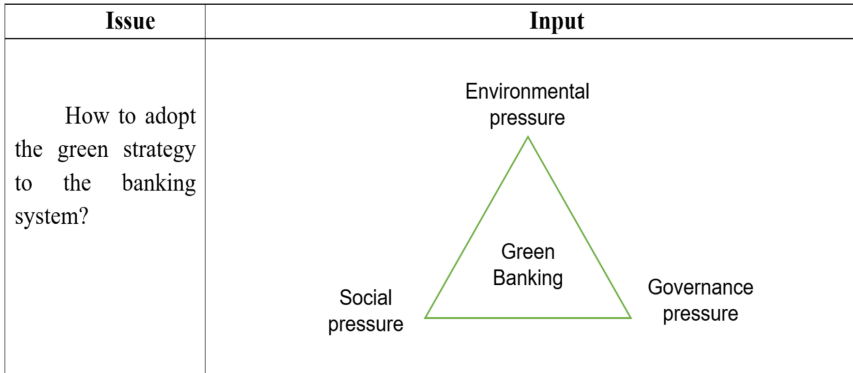 Issue
Input
How to adopt
the green strategy
to the banking
system?
Environmental
pressure
Green
Banking
Social
pressure
Governance
pressure